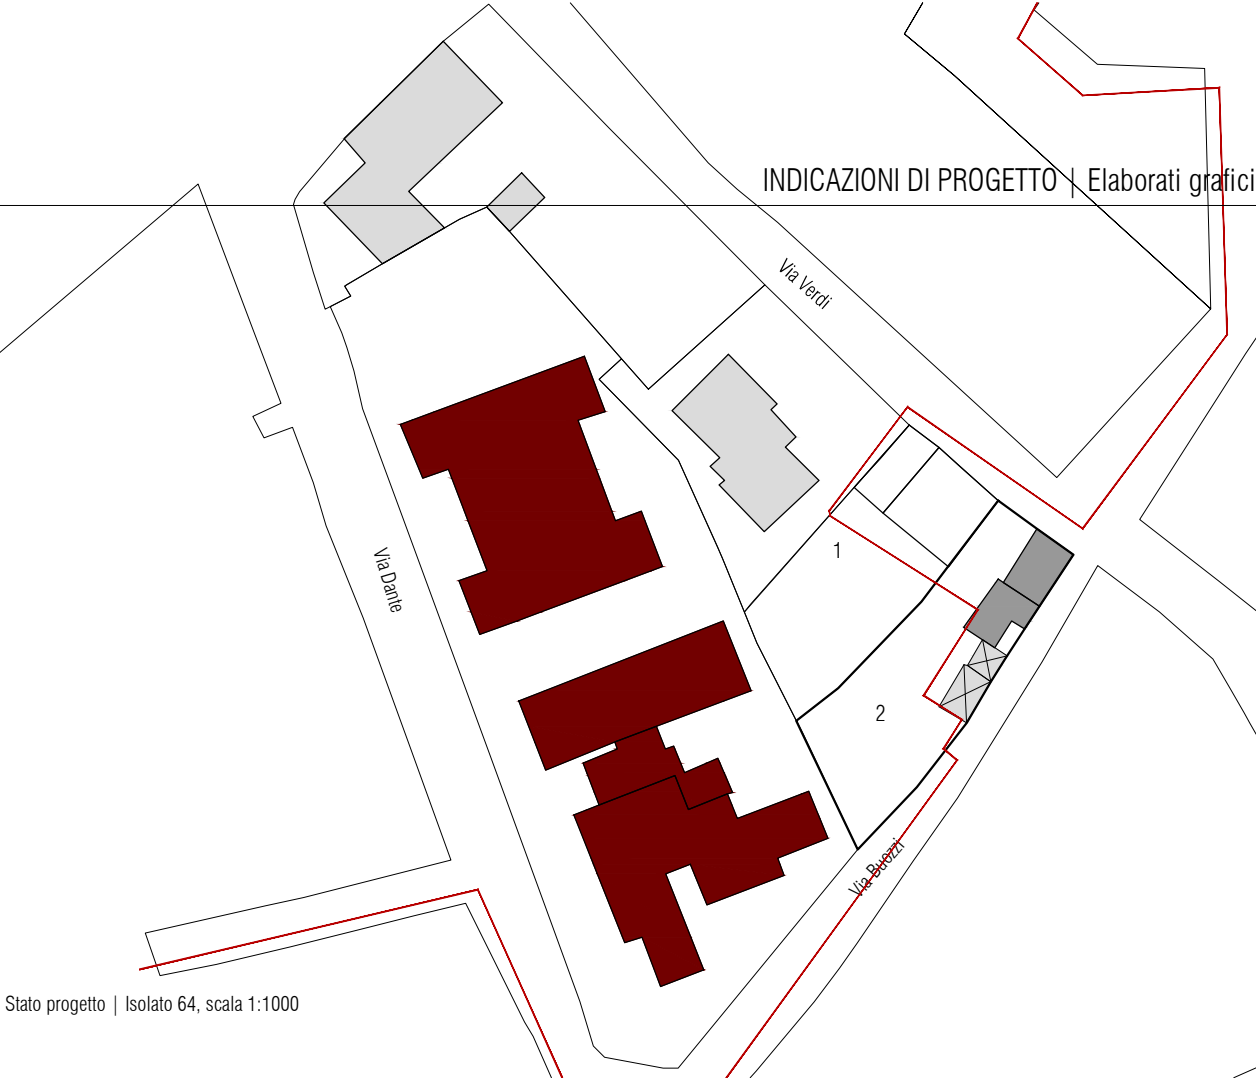 INDICAZIONI DI PROGETTO | Elaborati grafici
Via Verdi
Via Dante
1
2
Via Buozzi
Stato progetto | Isolato 64, scala 1:1000